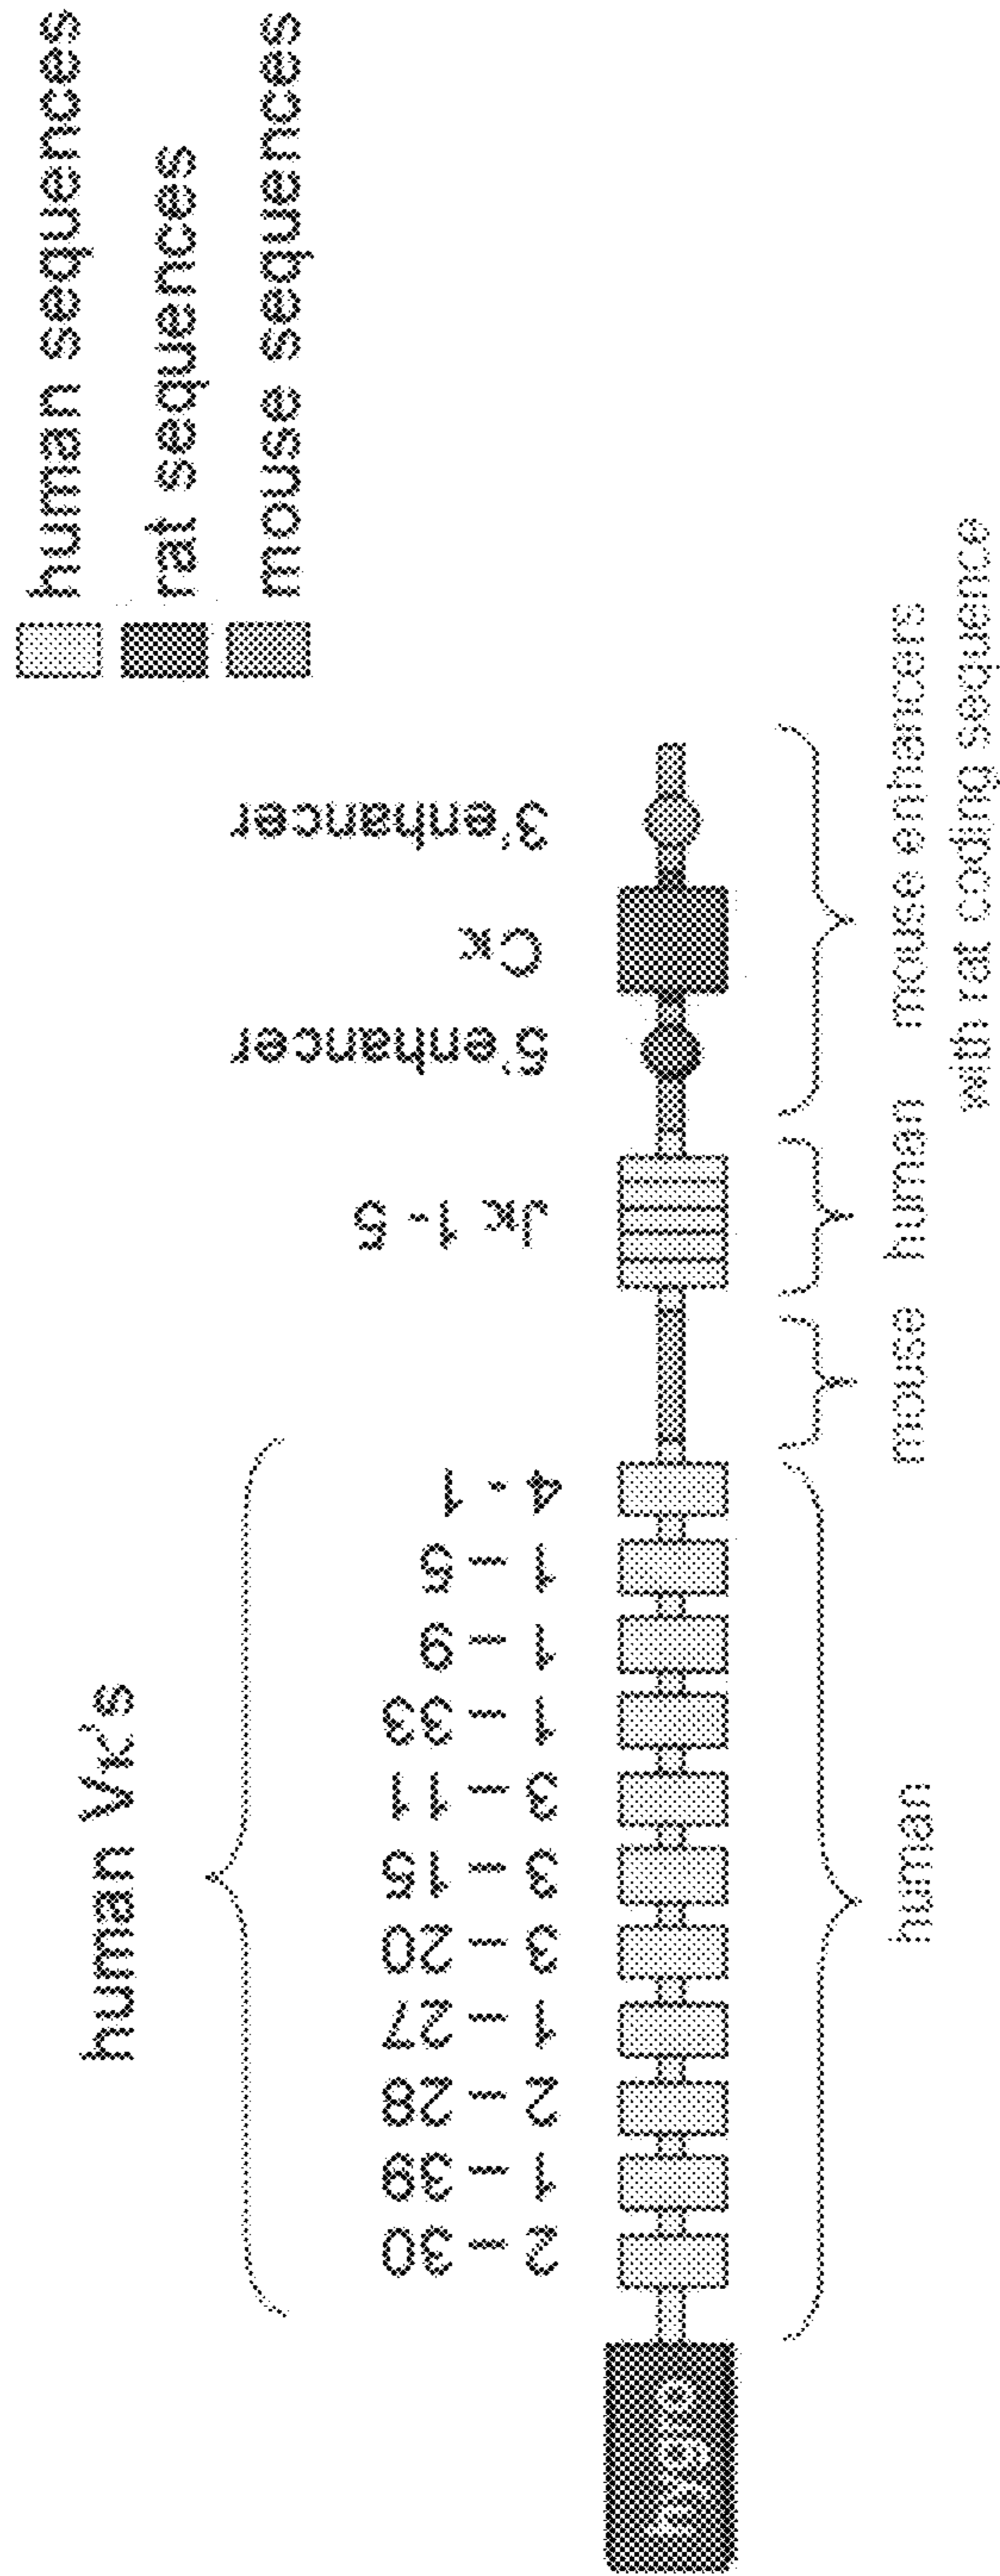 human sequences
rat sequences
mouse sequences
human Vκ's
2 – 30
1 – 39
2 – 28
1 – 27
3 – 20
3 – 15
3 – 11
1 – 33
1 – 9
1 – 5
4 - 1
Jκ 1 - 5
5'enhancer
Cκ
3'enhancer
hygro
human
mouse
human
mouse enhancers
with rat coding sequence